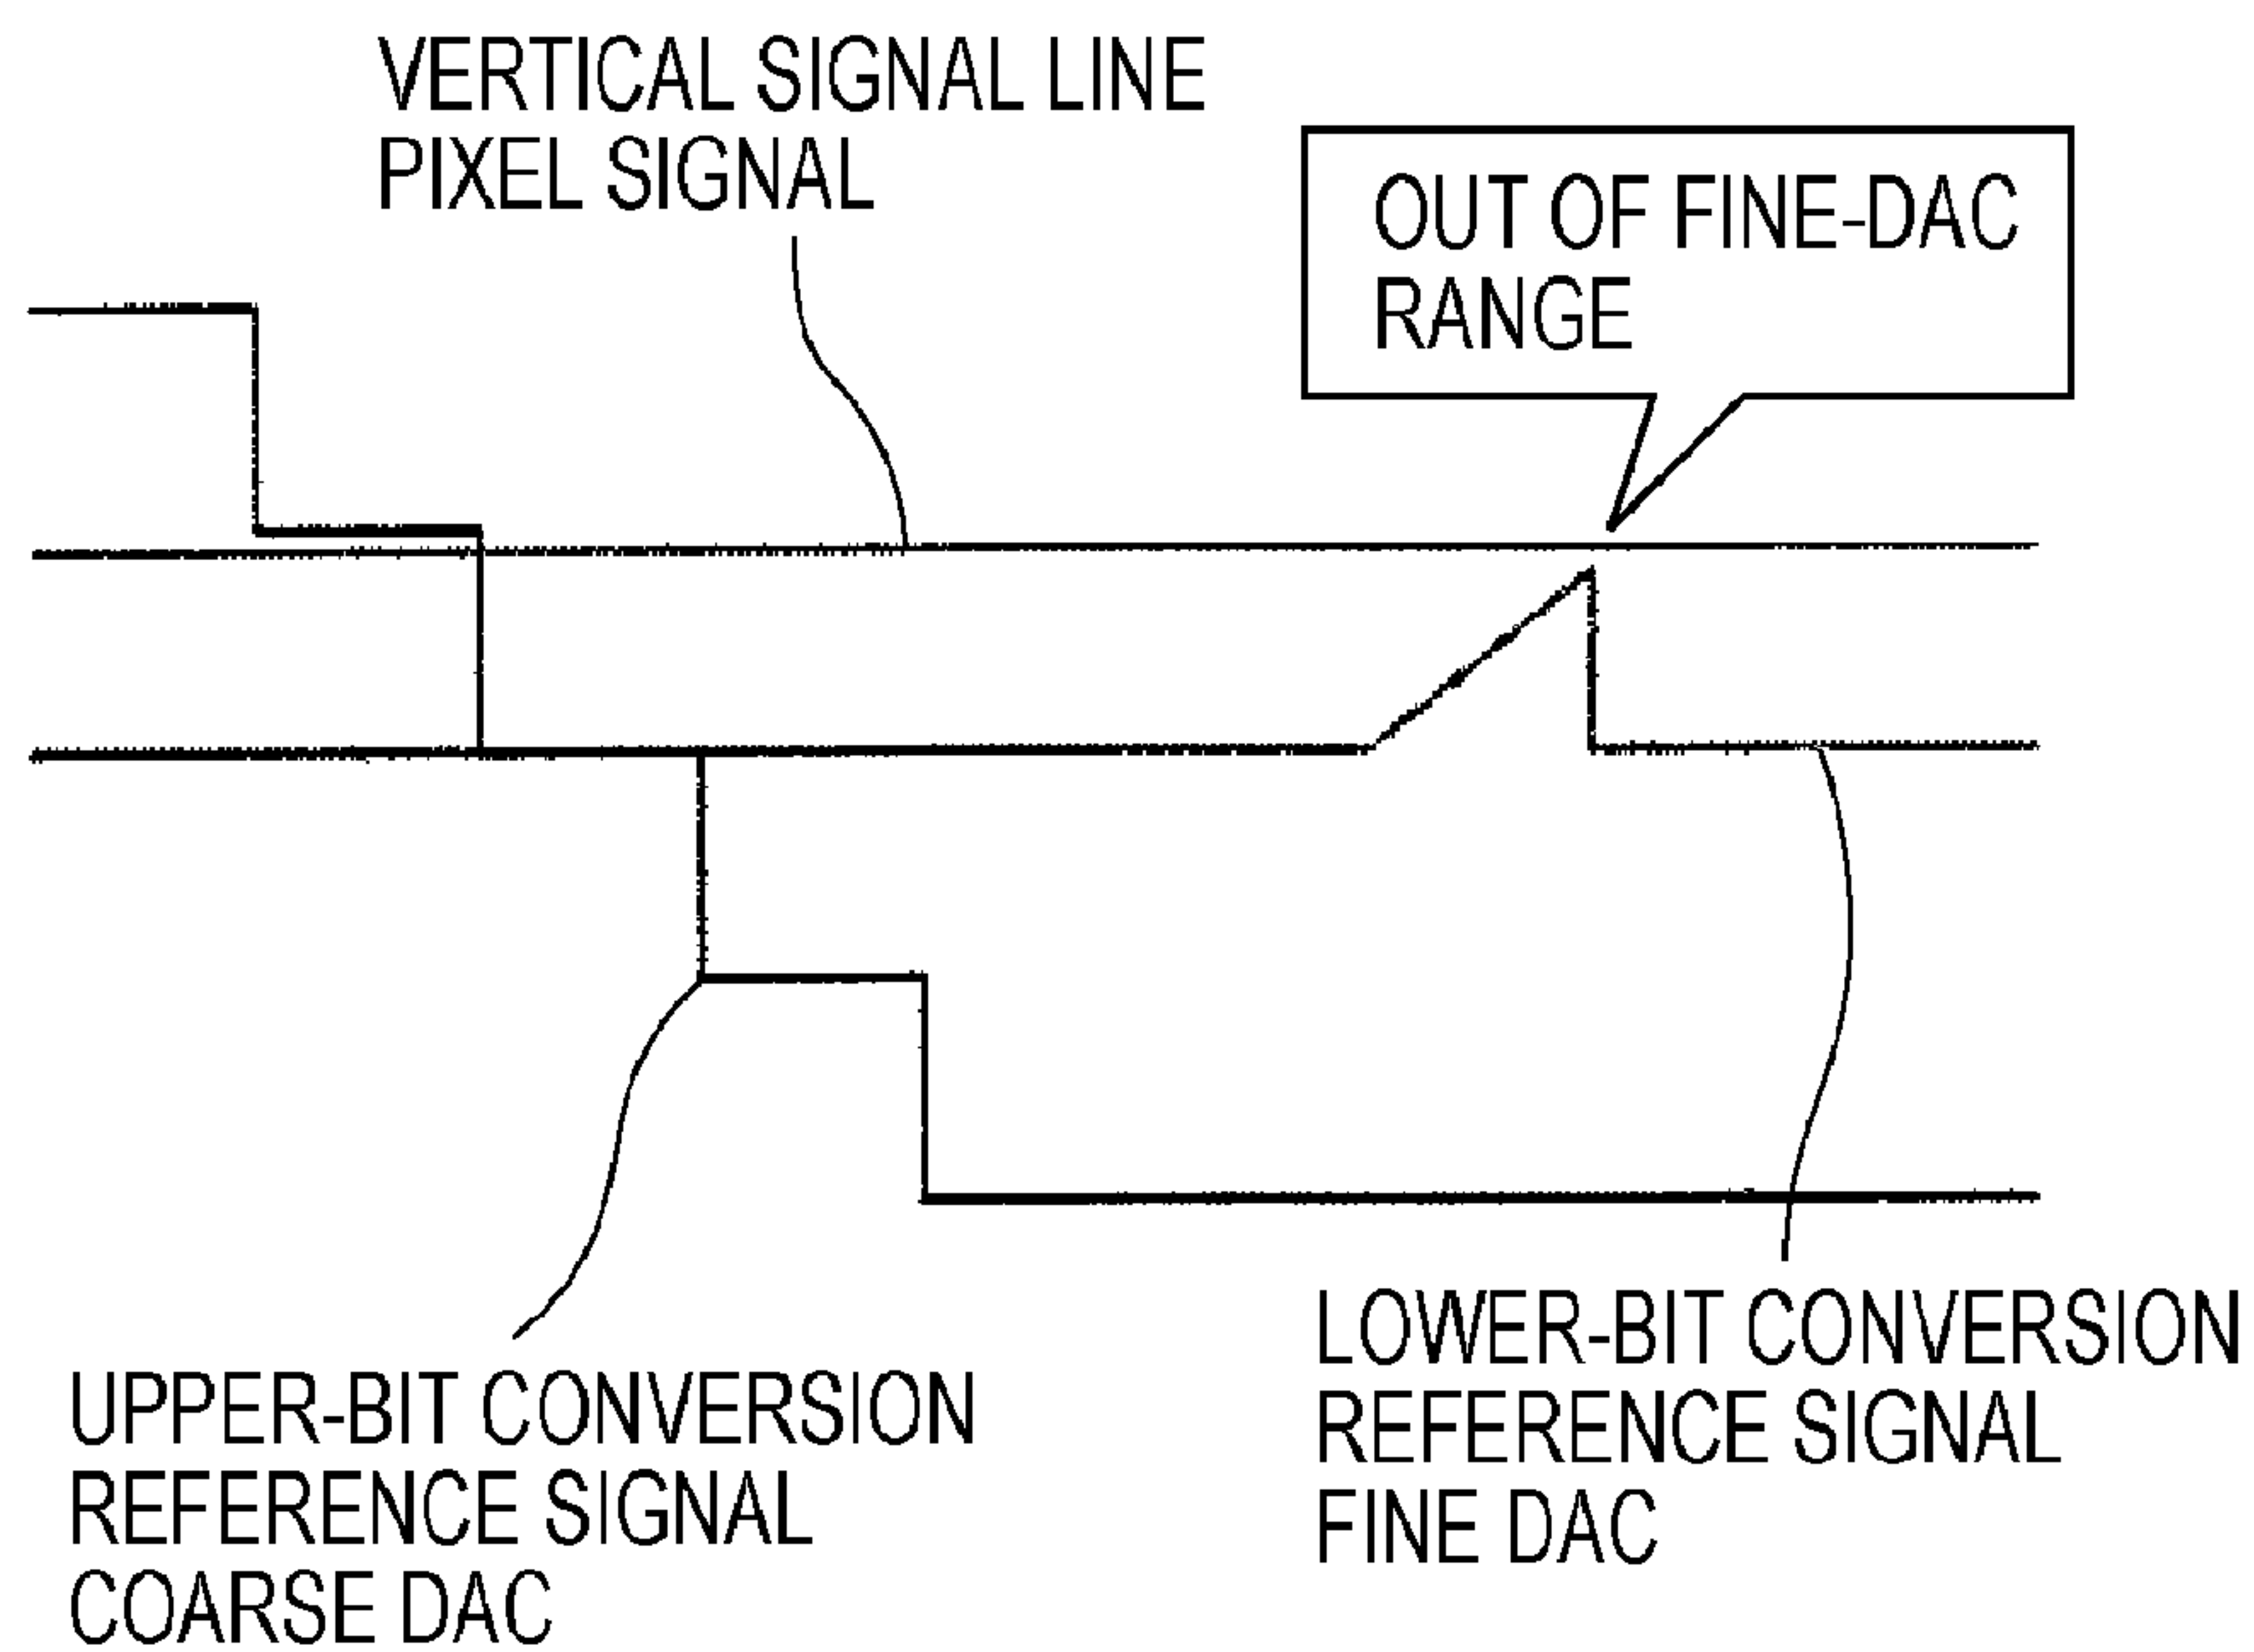 VERTICAL SIGNAL LINE
PIXEL SIGNAL
OUT OF FINE-DAC
RANGE
UPPER-BIT CONVERSION
REFERENCE SIGNAL
COARSE DAC
LOWER-BIT CONVERSION
REFERENCE SIGNAL
FINE DAC